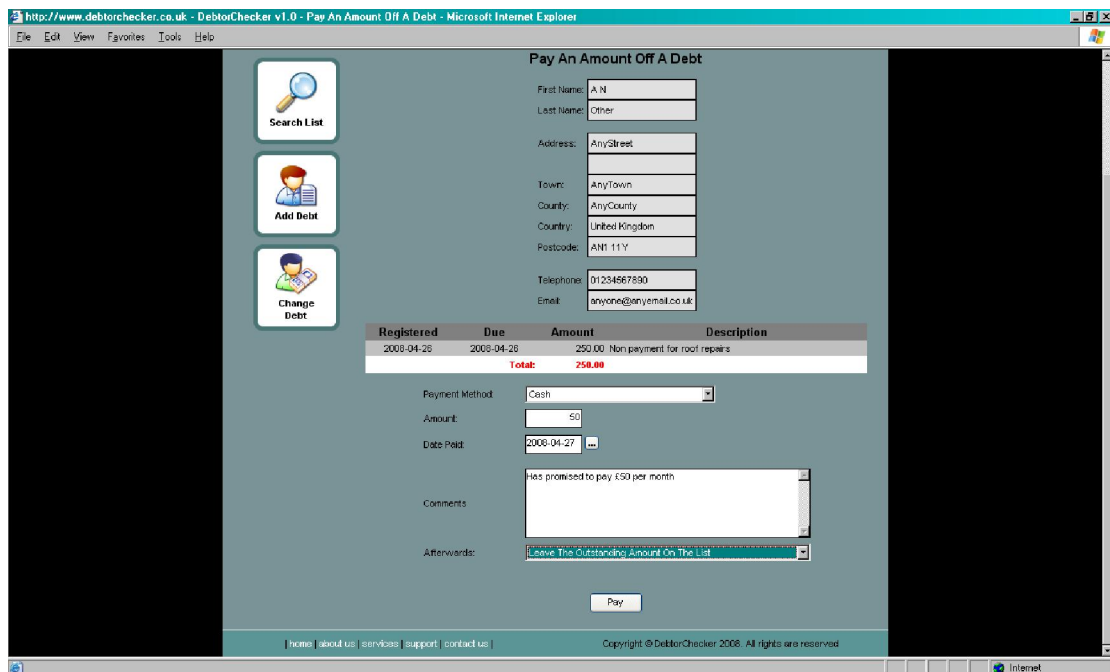 http://www.debtorchecker.co.uk - DebtorChecker v1.0 - Pay An Amount Off A Debt - Microsoft Internet Explorer
File Edit View Favorites Tools Help
Pay An Amount Off A Debt
Search List
Add Debt
Change
Debt
First Name: A N
Last Name: Other
Address: AnyStreet
Town: AnyTown
County: AnyCounty
Country: United Kingdom
Postcode: AN1 11Y
Telephone: 01234567890
Email: anyone@anyemail.co.uk
Registered Due Amount Description
2008-04-26 2008-04-26 250.00 Non payment for roof repairs
Total: 250.00
Payment Method: Cash
Amount: 50
Date Paid: 2008-04-27 ...
Comments Has promised to pay £50 per month
Afterwards: Leave The Outstanding Amount On The List
Pay
| home | about us | services | support | contact us | Copyright © DebtorChecker 2008. All rights are reserved
Internet